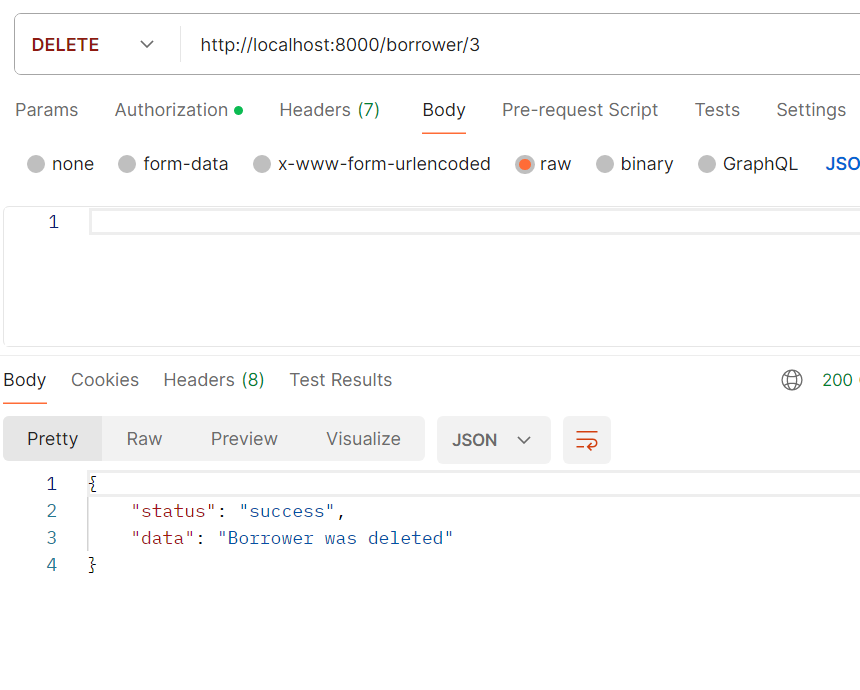 DELETE http://localhost:8000/borrower/3
Params Authorization Headers (7) Body Pre-request Script Tests Settings
none form-data x-www-form-urlencoded raw binary GraphQL JSO
1
Body Cookies Headers (8) Test Results 200
Pretty Raw Preview Visualize JSON
1 {
2 "status": "success",
3 "data": "Borrower was deleted"
4 }